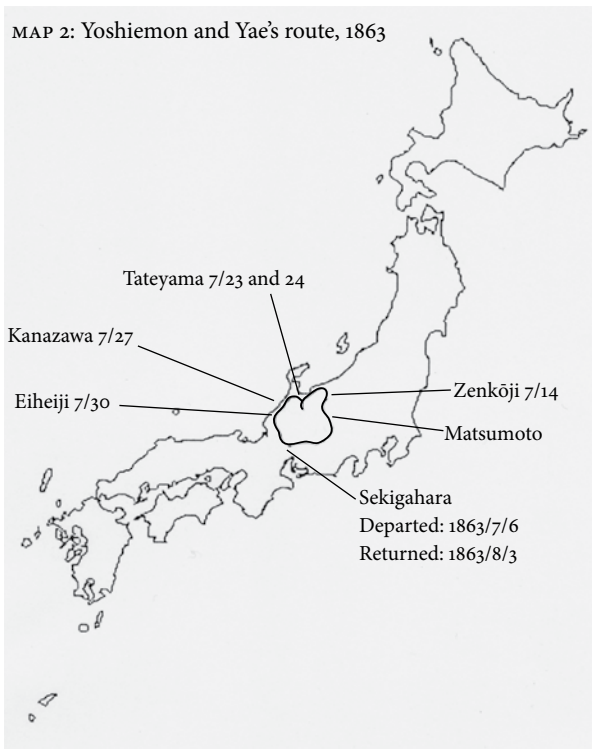 MAP 2: Yoshiemon and Yae’s route, 1863
Tateyama 7/23 and 24
Kanazawa 7/27
Zenkōji 7/14
Eiheiji 7/30
Matsumoto
Sekigahara
Departed: 1863/7/6
Returned: 1863/8/3